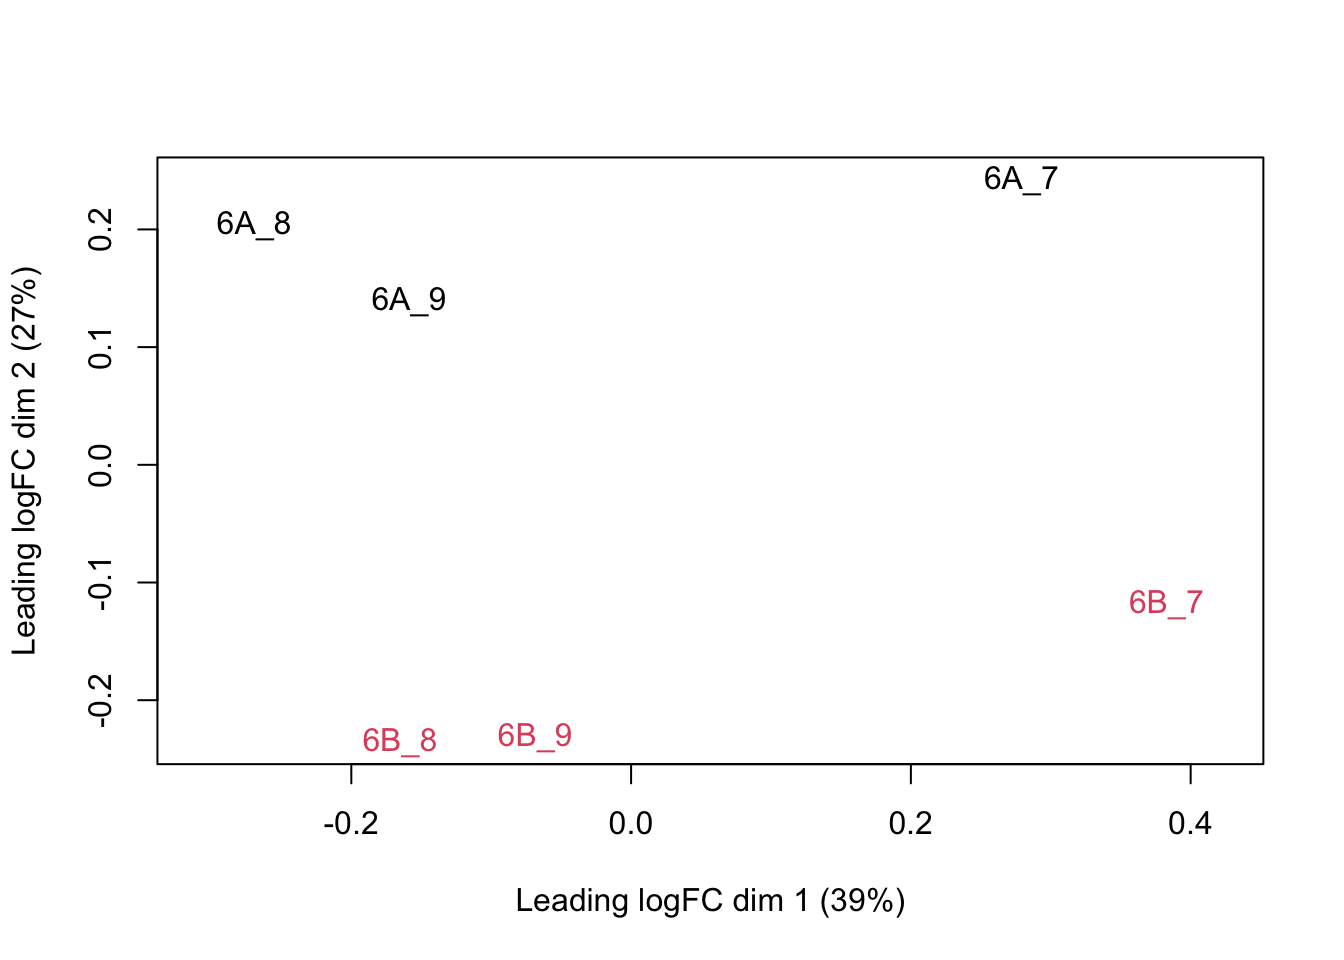 6A_7
6A_8
6A_9
6B_7
6B_9
6B_8
0.2
0.1
0.0
-0.1
-0.2
Leading logFC dim 2 (27%)
-0.2 0.0 0.2 0.4
Leading logFC dim 1 (39%)